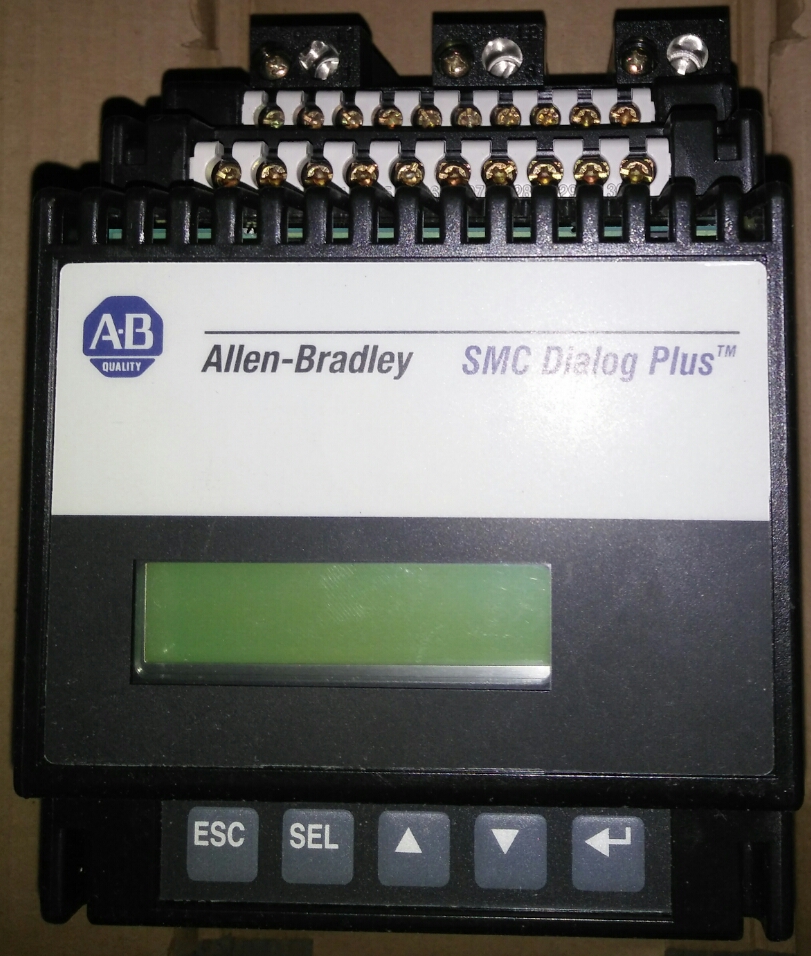 A·B
QUALITY
Allen-Bradley SMC Dialog Plus™
ESC SEL